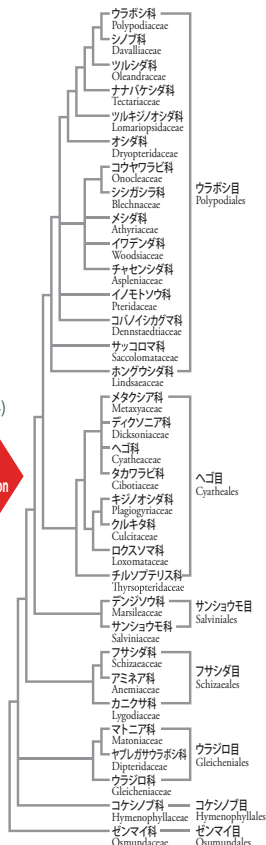 ウラボシ科
Polypodiaceae
シノブ科
Davalliaceae
ツルシダ科
Oleandraceae
ナナバケシダ科
Tectariaceae
ツルキジノオシダ科
Lomariopsidaceae
オシダ科
Dryopteridaceae
コウヤワラビ科
Onocleaceae
シシガシラ科
Blechnaceae
メシダ科
Athyriaceae
イワデンダ科
Woodsiaceae
チャセンシダ科
Aspleniaceae
イノモトソウ科
Pteridaceae
コバノイシカグマ科
Dennstaedtiaceae
サッコロマ科
Saccolomataceae
ホングウシダ科
Lindsaeaceae
ウラボシ目
Polypodiales
メタクシア科
Metaxyaceae
ディクソニア科
Dicksoniaceae
ヘゴ科
Cyatheaceae
タカワラビ科
Cibotiaceae
キジノオシダ科
Plagiogyriaceae
クルキタ科
Culcitaceae
ロクソスマ科
Loxomataceae
チルソプテリス科
Thyrsopteridaceae
ヘゴ目
Cyatheales
on
デンジソウ科
Marsileaceae
サンショウモ科
Salviniaceae
サンショウモ目
Salviniales
フサシダ科
Schizaeaceae
アミネア科
Anemiaceae
カニクサ科
Lygodiaceae
フサシダ目
Schizaeales
マトニア科
Matoniaceae
ヤブレガサウラボシ科
Dipteridaceae
ウラジロ科
Gleicheniaceae
ウラジロ目
Gleicheniales
コケシノブ科
Hymenophyllaceae
コケシノブ目
Hymenophyllales
ゼンマイ科
Osmundaceae
ゼンマイ目
Osmundales